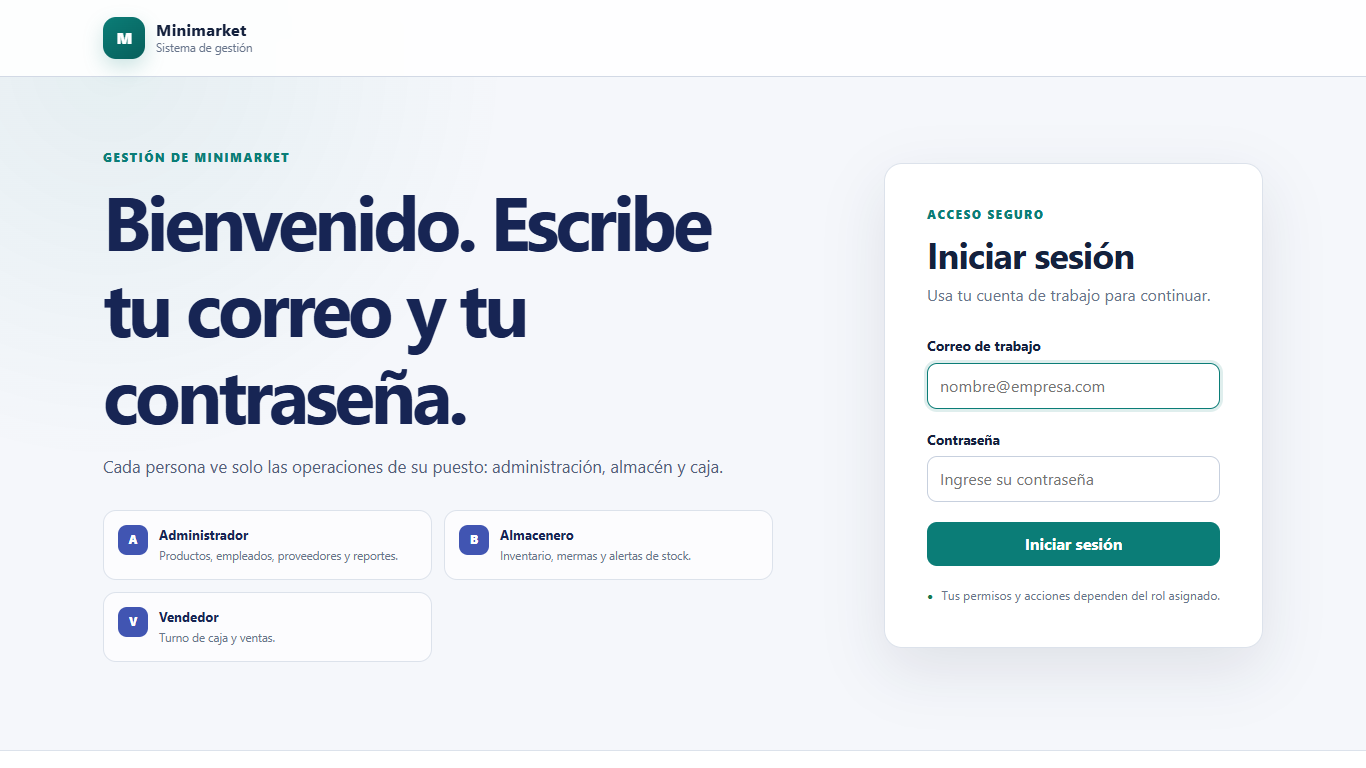 M
Minimarket
Sistema de gestión
GESTIÓN DE MINIMARKET
Bienvenido. Escribe
tu correo y tu
contraseña.
Cada persona ve solo las operaciones de su puesto: administración, almacén y caja.
A
Administrador
Productos, empleados, proveedores y reportes.
B
Almacenero
Inventario, mermas y alertas de stock.
V
Vendedor
Turno de caja y ventas.
ACCESO SEGURO
Iniciar sesión
Usa tu cuenta de trabajo para continuar.
Correo de trabajo
nombre@empresa.com
Contraseña
Ingrese su contraseña
Iniciar sesión
• Tus permisos y acciones dependen del rol asignado.